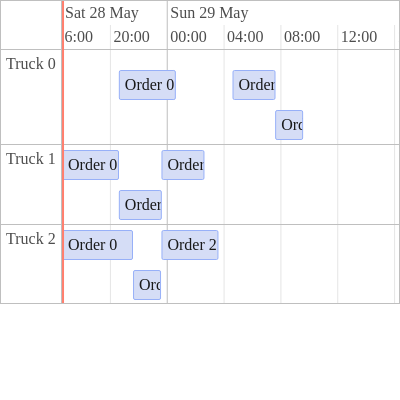 Sat 28 May Sun 29 May
6:00 20:00 00:00 04:00 08:00 12:00
Truck 0
Order 0 Order
Truck 1 Order 0 Order
Order
Truck 2 Order 0 Order 2